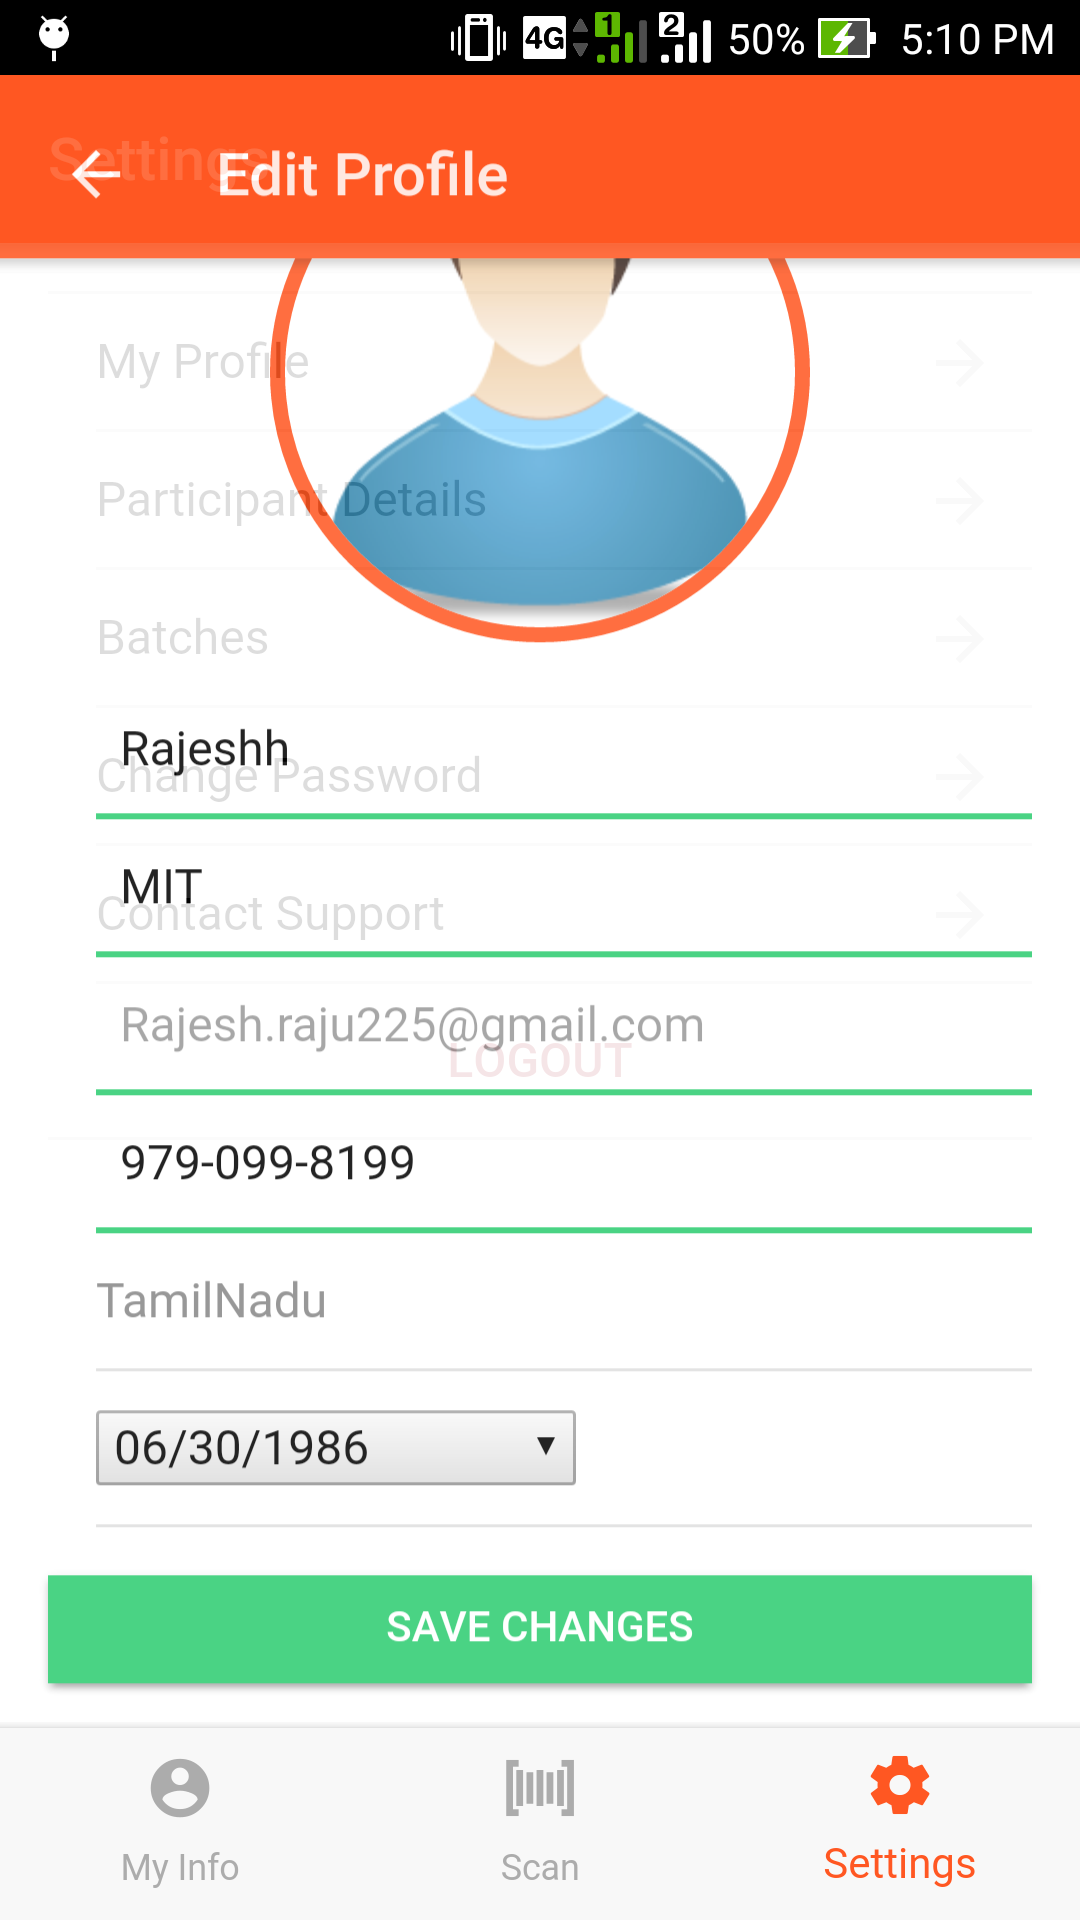 4G 1 2 50% 5:10 PM
Settings
Edit Profile
My Profile
Participant Details
Batches
Rajeshh
Change Password
MIT
Contact Support
Rajesh.raju225@gmail.com
LOGOUT
979-099-8199
TamilNadu
06/30/1986
SAVE CHANGES
My Info Scan Settings